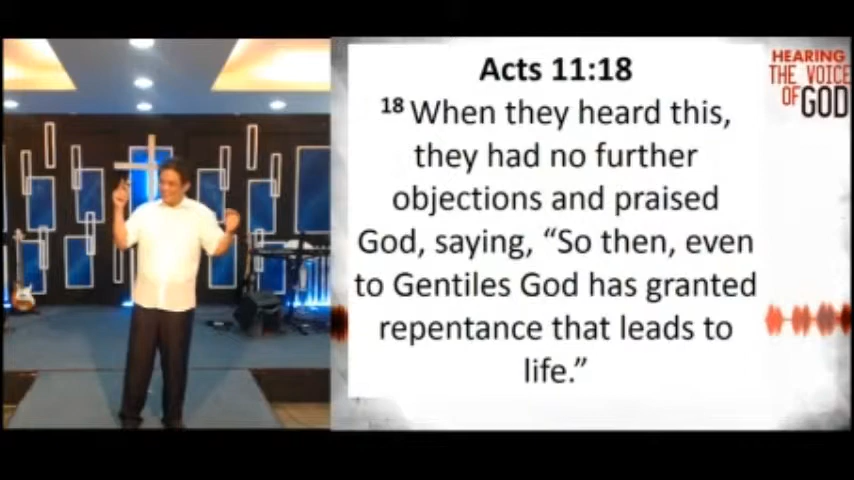 Acts 11:18
18 When they heard this,
they had no further
objections and praised
God, saying, “So then, even
to Gentiles God has granted
repentance that leads to
life.”
HEARING
THE VOICE
OF GOD